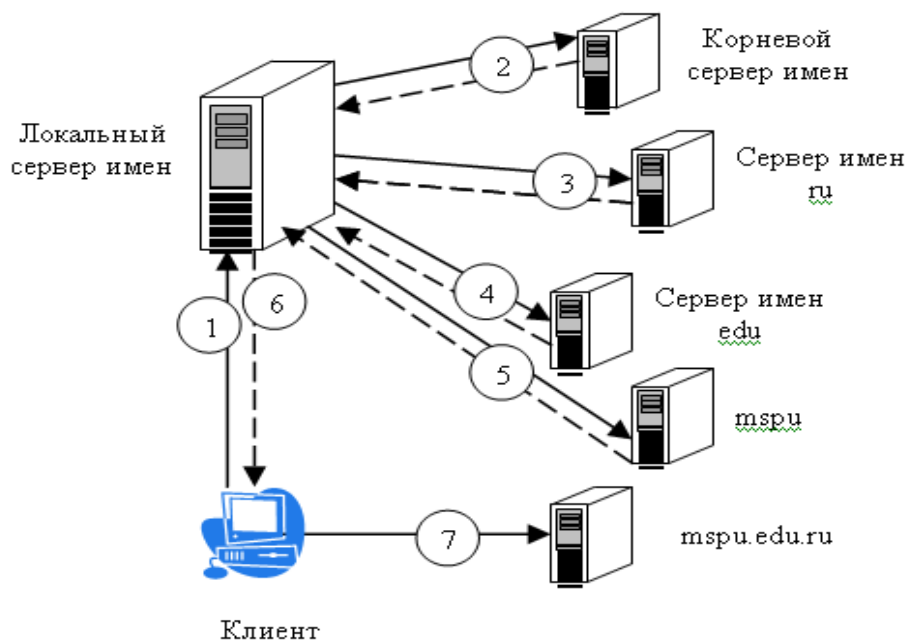 Корневой
сервер имен
2
Локальный
сервер имен
Сервер имен
ru
3
Сервер имен
edu
4
1
6
5
mspu
7
mspu.edu.ru
Клиент